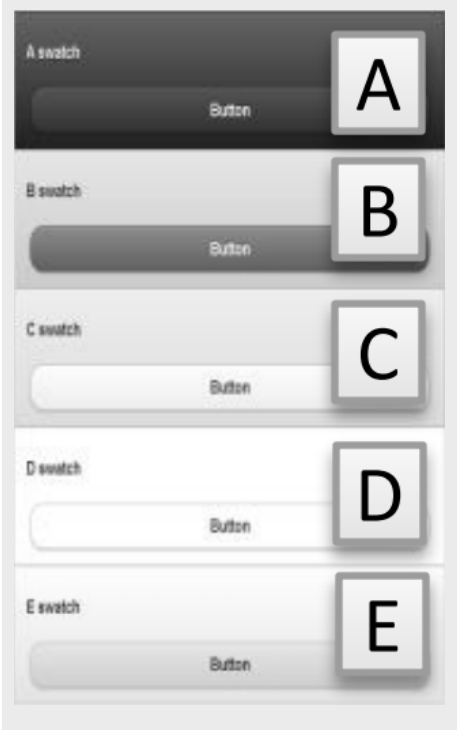 A swatch
A
Button
B swatch
B
Button
C swatch
C
Button
D swatch
D
Button
E swatch
E
Button